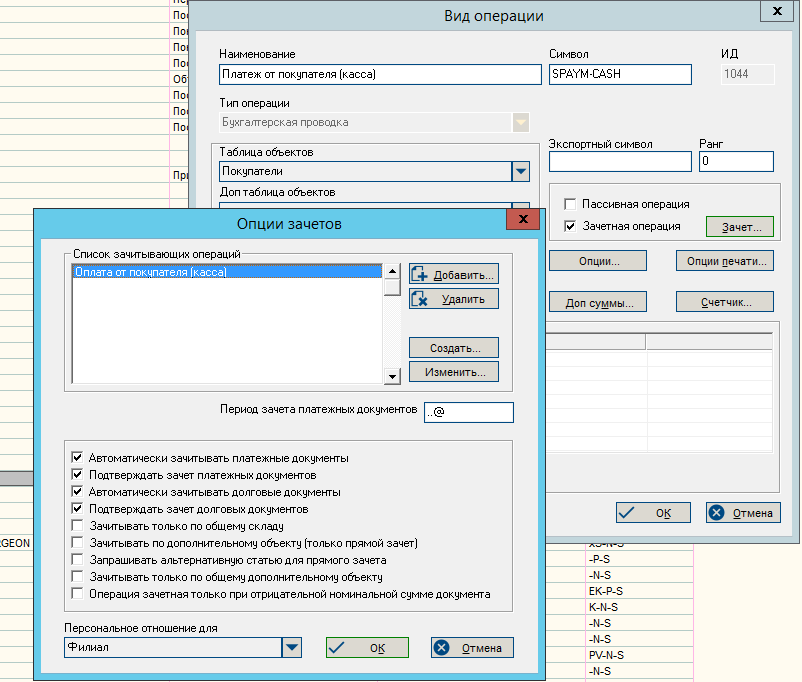 Вид операции
Наименование
Платеж от покупателя (касса)
Символ
SPAYM-CASH
ИД
1044
Тип операции
Бухгалтерская проводка
Таблица объектов
Покупатели
Доп таблица объектов
Экспортный символ
Ранг
0
Пассивная операция
Зачетная операция
Зачет...
Опции...
Опции печати...
Доп суммы...
Счетчик...
ОК
Отмена
Опции зачетов
Список зачитывающих операций
Оплата от покупателя (касса)
Добавить...
Удалить
Создать...
Изменить...
Период зачета платежных документов
..@
Автоматически зачитывать платежные документы
Подтверждать зачет платежных документов
Автоматически зачитывать долговые документы
Подтверждать зачет долговых документов
Зачитывать только по общему складу
Зачитывать по дополнительному объекту (только прямой зачет)
Запрашивать альтернативную статью для прямого зачета
Зачитывать только по общему дополнительному объекту
Операция зачетная только при отрицательной номинальной сумме документа
Персональное отношение для
Филиал
ОК
Отмена
Пос
Пос
Пос
Пос
Об
Пос
Пос
Пос
При
RGEON
XS-N-S
-P-S
-N-S
EK-P-S
K-N-S
-N-S
-N-S
PV-N-S
-N-S